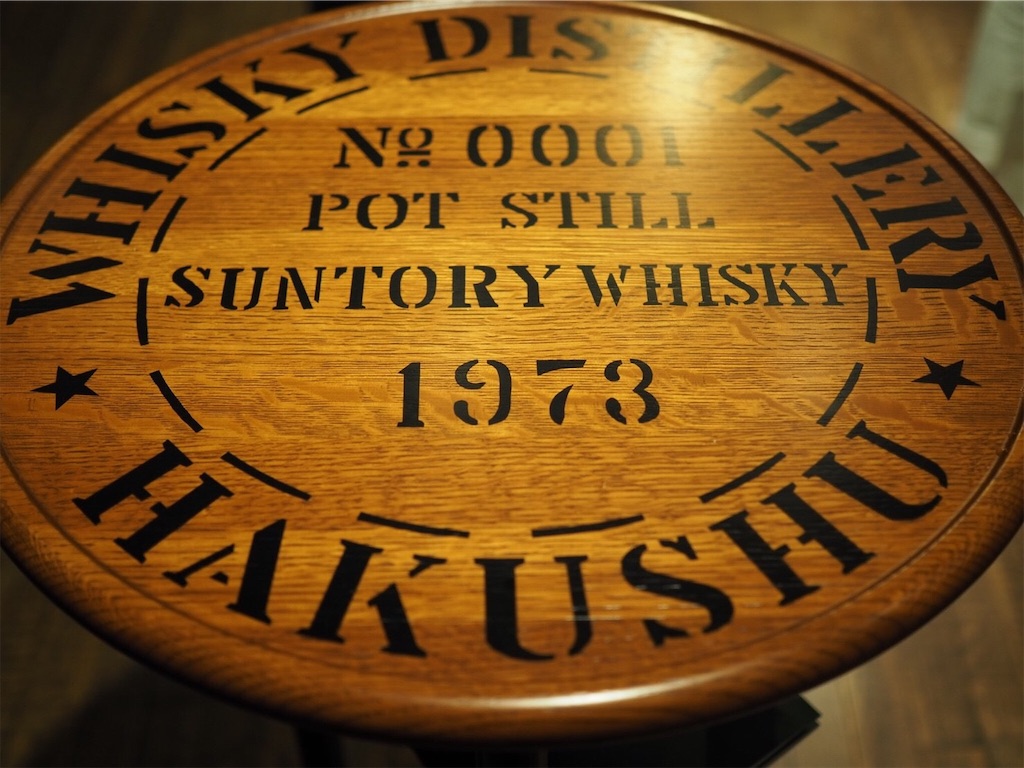 WHISKY DISTILLERY
Nº 0001
POT STILL
SUNTORY WHISKY
1973
HAKUSHU